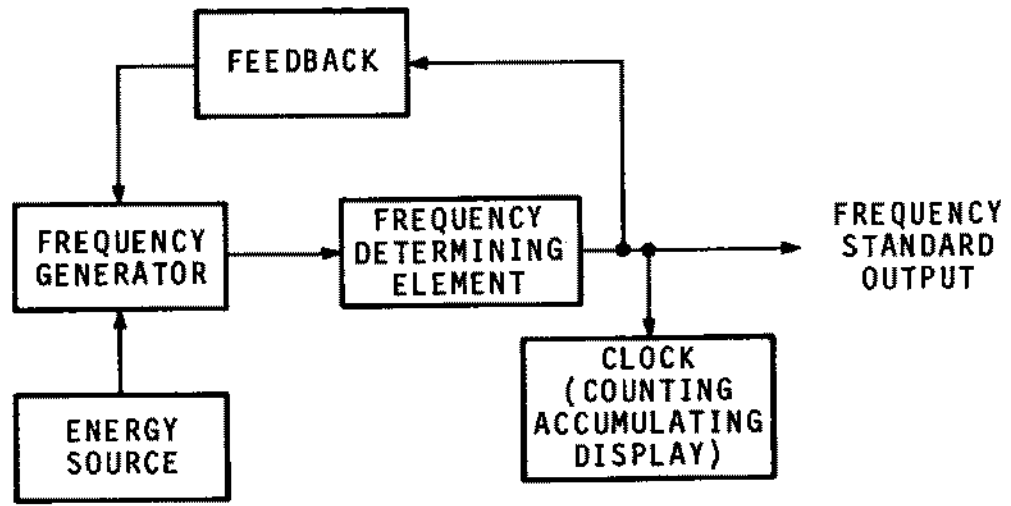 FEEDBACK
FREQUENCY
GENERATOR
FREQUENCY
DETERMINING
ELEMENT
FREQUENCY
STANDARD
OUTPUT
CLOCK
(COUNTING
ACCUMULATING
DISPLAY)
ENERGY
SOURCE